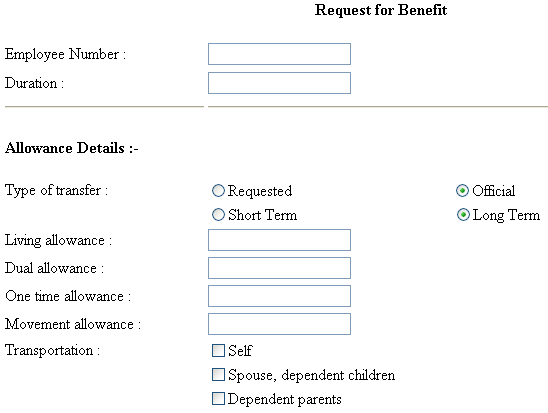 Request for Benefit
Employee Number :
Duration :
Allowance Details :-
Type of transfer : Requested Official
Short Term Long Term
Living allowance :
Dual allowance :
One time allowance :
Movement allowance :
Transportation : Self
Spouse, dependent children
Dependent parents